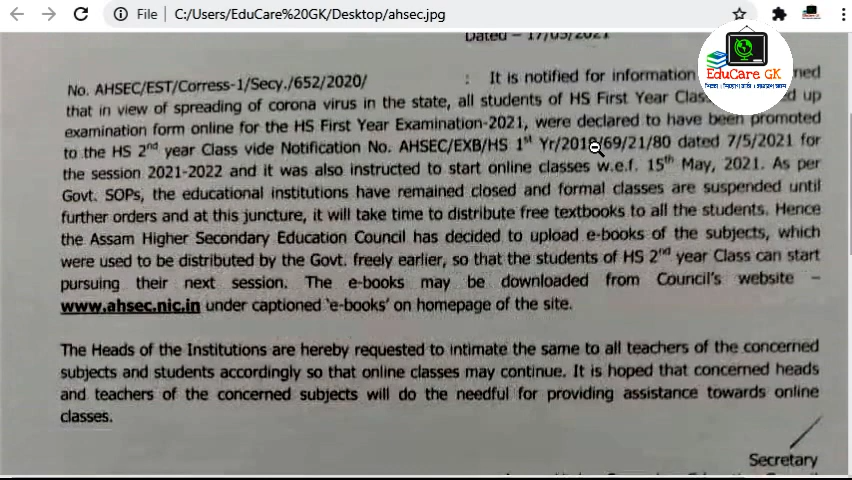 File | C:/Users/EduCare%20GK/Desktop/ahsec.jpg
Dated – 17/05/2021
EduCare GK
No. AHSEC/EST/Corress-1/Secy./652/2020/ : It is notified for information
that in view of spreading of corona virus in the state, all students of HS First Year up
examination form online for the HS First Year Examination-2021, were declared to have been promoted
to the HS 2nd year Class vide Notification No. AHSEC/EXB/HS 1st Yr/2018/69/21/80 dated 7/5/2021 for
the session 2021-2022 and it was also instructed to start online classes w.e.f. 15th May, 2021. As per
Govt. SOPs, the educational institutions have remained closed and formal classes are suspended until
further orders and at this juncture, it will take time to distribute free textbooks to all the students. Hence
the Assam Higher Secondary Education Council has decided to upload e-books of the subjects, which
were used to be distributed by the Govt. freely earlier, so that the students of HS 2nd year Class can start
pursuing their next session. The e-books may be downloaded from Council's website –
www.ahsec.nic.in under captioned 'e-books' on homepage of the site.
The Heads of the Institutions are hereby requested to intimate the same to all teachers of the concerned
subjects and students accordingly so that online classes may continue. It is hoped that concerned heads
and teachers of the concerned subjects will do the needful for providing assistance towards online
classes.
Secretary